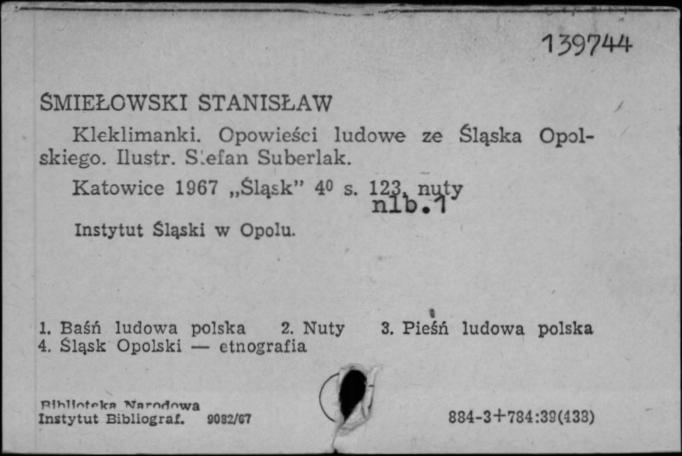 139744
ŚMIEŁOWSKI STANISŁAW
Kleklimanki. Opowieści ludowe ze Śląska Opol-
skiego. Ilustr. Stefan Suberlak.
Katowice 1967 „Śląsk” 4⁰ s. 123, nuty
nlb.1
Instytut Śląski w Opolu.
1. Baśń ludowa polska 2. Nuty 3. Pieśń ludowa polska
4. Śląsk Opolski — etnografia
Biblioteka Narodowa
Instytut Bibliograf. 9082/67
884-3+784:39(438)